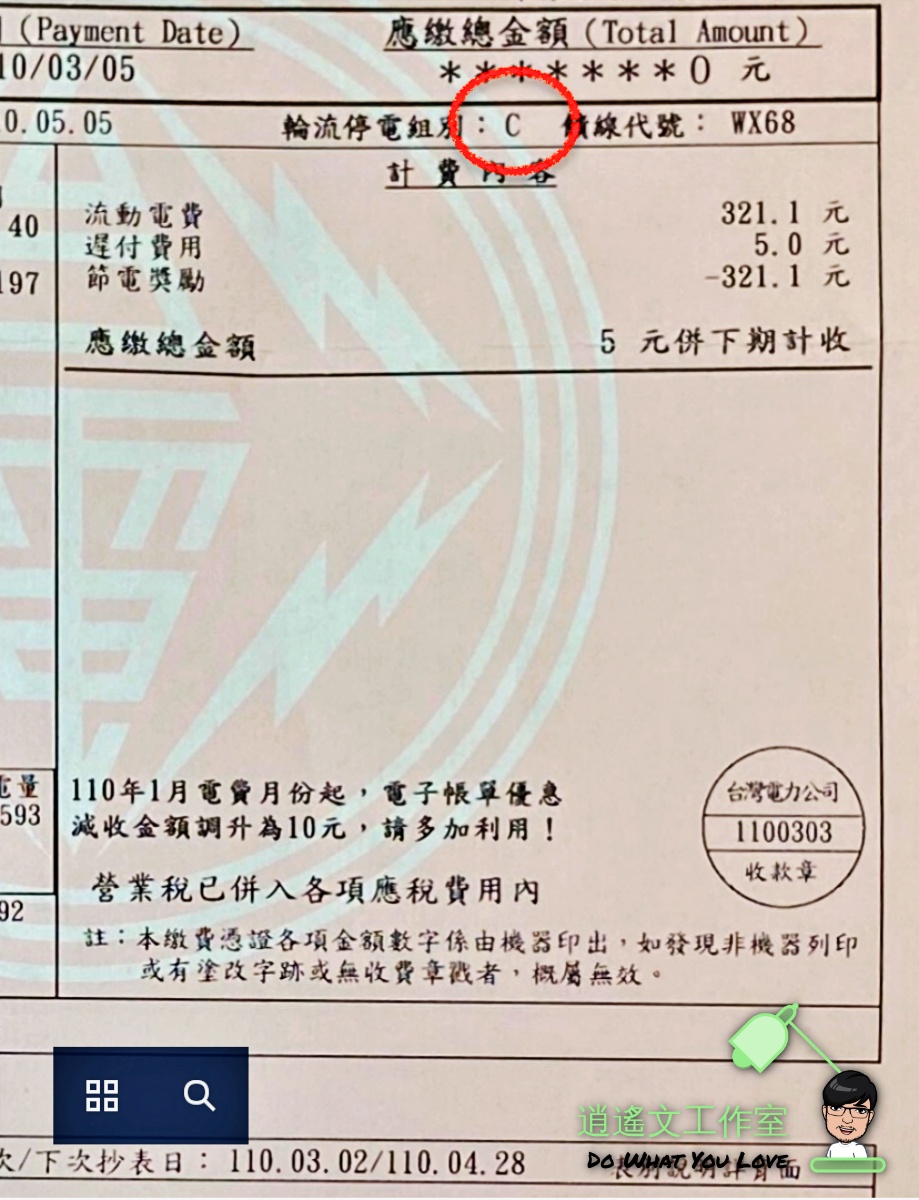 (Payment Date)
應繳總金額(Total Amount)
10/03/05
*******0 元
0.05.05
輪流停電組別: C
饋線代號: WX68
計費內容
40
流動電費 321.1 元
遲付費用 5.0 元
197
節電獎勵 -321.1 元
應繳總金額 5 元併下期計收
電量
593
92
110年1月電費月份起,電子帳單優惠
減收金額調升為10元,請多加利用!
台灣電力公司
1100303
收款章
營業稅已併入各項應稅費用內
註:本繳費憑證各項金額數字係由機器印出,如發現非機器列印
或有塗改字跡或無收費章戳者,概屬無效。
次/下次抄表日: 110.03.02/110.04.28
逍遙文工作室
DO WHAT YOU LOVE